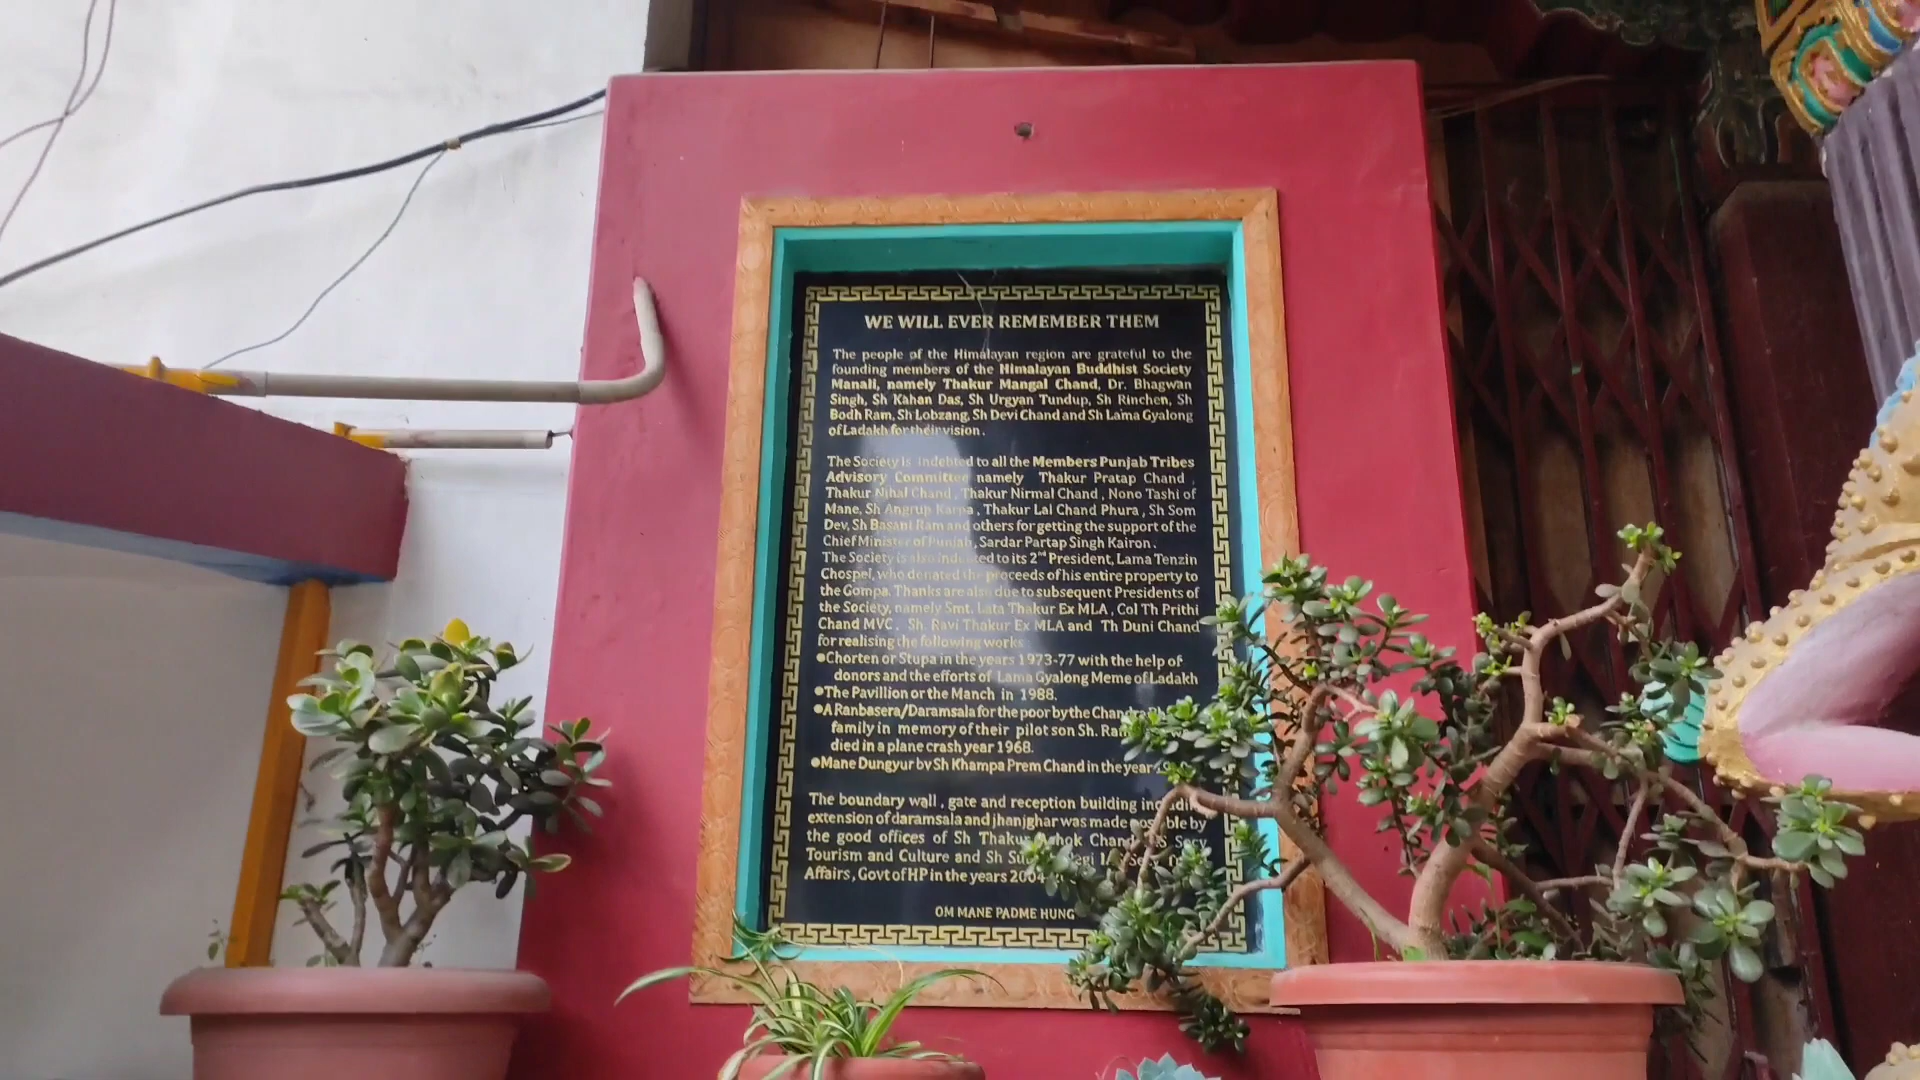 WE WILL EVER REMEMBER THEM
The people of the Himalayan region are grateful to the
founding members of the Himalayan Buddhist Society
Manali, namely Thakur Mangal Chand, Dr. Bhagwan
Singh, Sh Kahan Das, Sh Urgyan Tundup, Sh Rinchen, Sh
Bodh Ram, Sh Lobzang, Sh Devi Chand and Sh Lama Gyalong
of Ladakh for their vision.
The Society is indebted to all the Members Punjab Tribes
Advisory Committee namely Thakur Pratap Chand,
Thakur Nihal Chand, Thakur Nirmal Chand, Nono Tashi of
Mane, Sh Angrup Karpa, Thakur Lal Chand Phura, Sh Som
Dev, Sh Basant Ram and others for getting the support of the
Chief Minister of Punjab, Sardar Partap Singh Kairon.
The Society is also indebted to its 2nd President, Lama Tenzin
Chospel, who donated the proceeds of his entire property to
the Gompa. Thanks are also due to subsequent Presidents of
the Society, namely Smt. Lata Thakur Ex MLA, Col Th Prithi
Chand MVC, Sh. Ravi Thakur Ex MLA and Th Duni Chand
for realising the following works
●Chorten or Stupa in the years 1973-77 with the help of
donors and the efforts of Lama Gyalong Meme of Ladakh
●The Pavillion or the Manch in 1988.
●A Ranbasera/Daramsala for the poor by the
family in memory of their pilot son Sh.
died in a plane crash year 1968.
●Mane Dungyur by Sh Khampa Prem Chand in the year
The boundary wall, gate and reception building
extension of daramsala and jhanjghar was made possible by
the good offices of Sh Thakur Ashok Chand Secy
Tourism and Culture and Sh
Affairs, Govt of HP in the years
OM MANE PADME HUNG